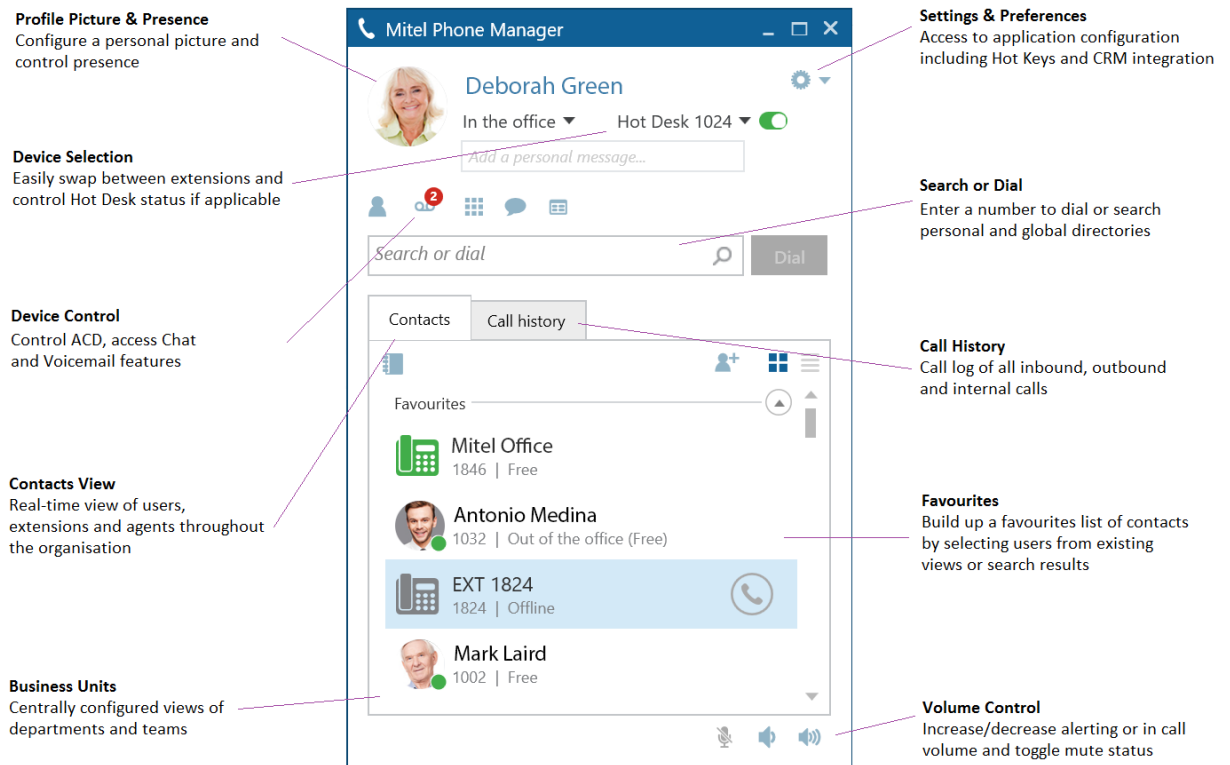 Profile Picture & Presence
Configure a personal picture and
control presence
Device Selection
Easily swap between extensions and
control Hot Desk status if applicable
Device Control
Control ACD, access Chat
and Voicemail features
Contacts View
Real-time view of users,
extensions and agents throughout
the organisation
Business Units
Centrally configured views of
departments and teams
Mitel Phone Manager
Deborah Green
In the office Hot Desk 1024
Add a personal message...
2
Search or dial Dial
Contacts Call history
Favourites
Mitel Office
1846 | Free
Antonio Medina
1032 | Out of the office (Free)
EXT 1824
1824 | Offline
Mark Laird
1002 | Free
Settings & Preferences
Access to application configuration
including Hot Keys and CRM integration
Search or Dial
Enter a number to dial or search
personal and global directories
Call History
Call log of all inbound, outbound
and internal calls
Favourites
Build up a favourites list of contacts
by selecting users from existing
views or search results
Volume Control
Increase/decrease alerting or in call
volume and toggle mute status